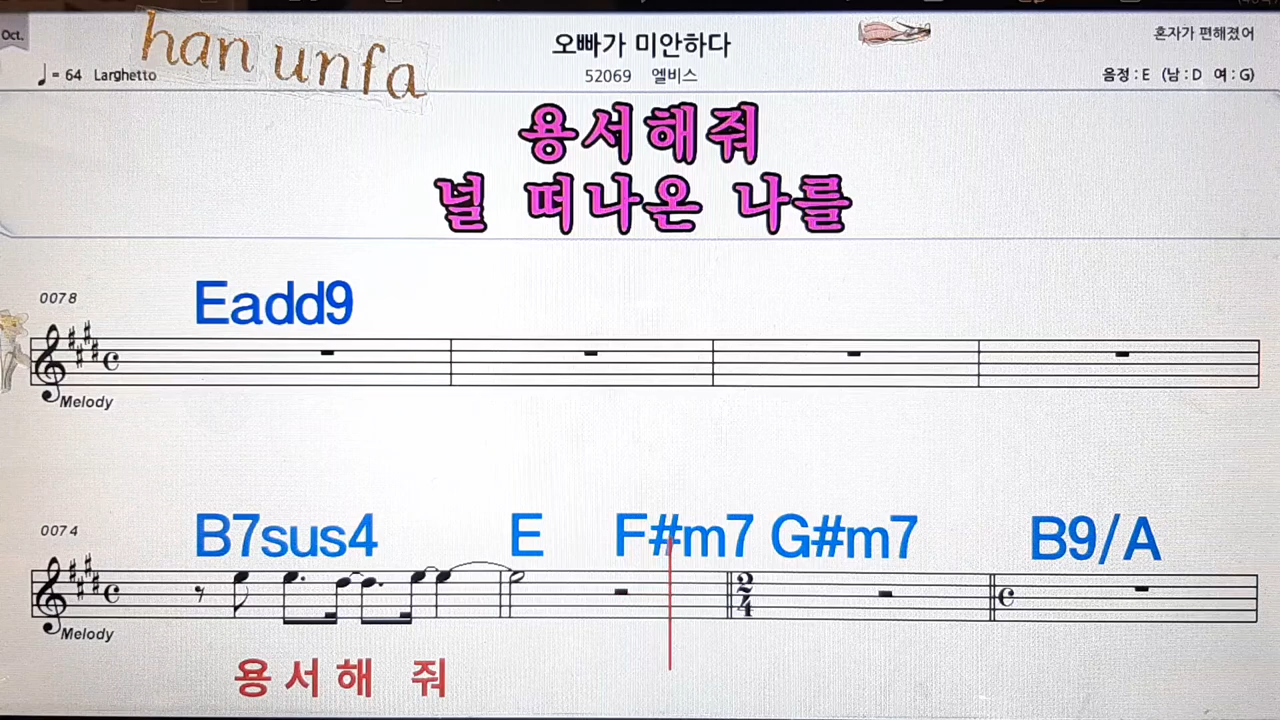 Oct.
han unfa
오빠가 미안하다
혼자가 편해졌어
♩= 64 Larghetto
52069 엘비스
음정 : E (남 : D 여 : G)
용서해줘
널 떠나온 나를
0078
Eadd9
Melody
0074
B7sus4 E F#m7 G#m7 B9/A
2
4
Melody
용 서 해 줘